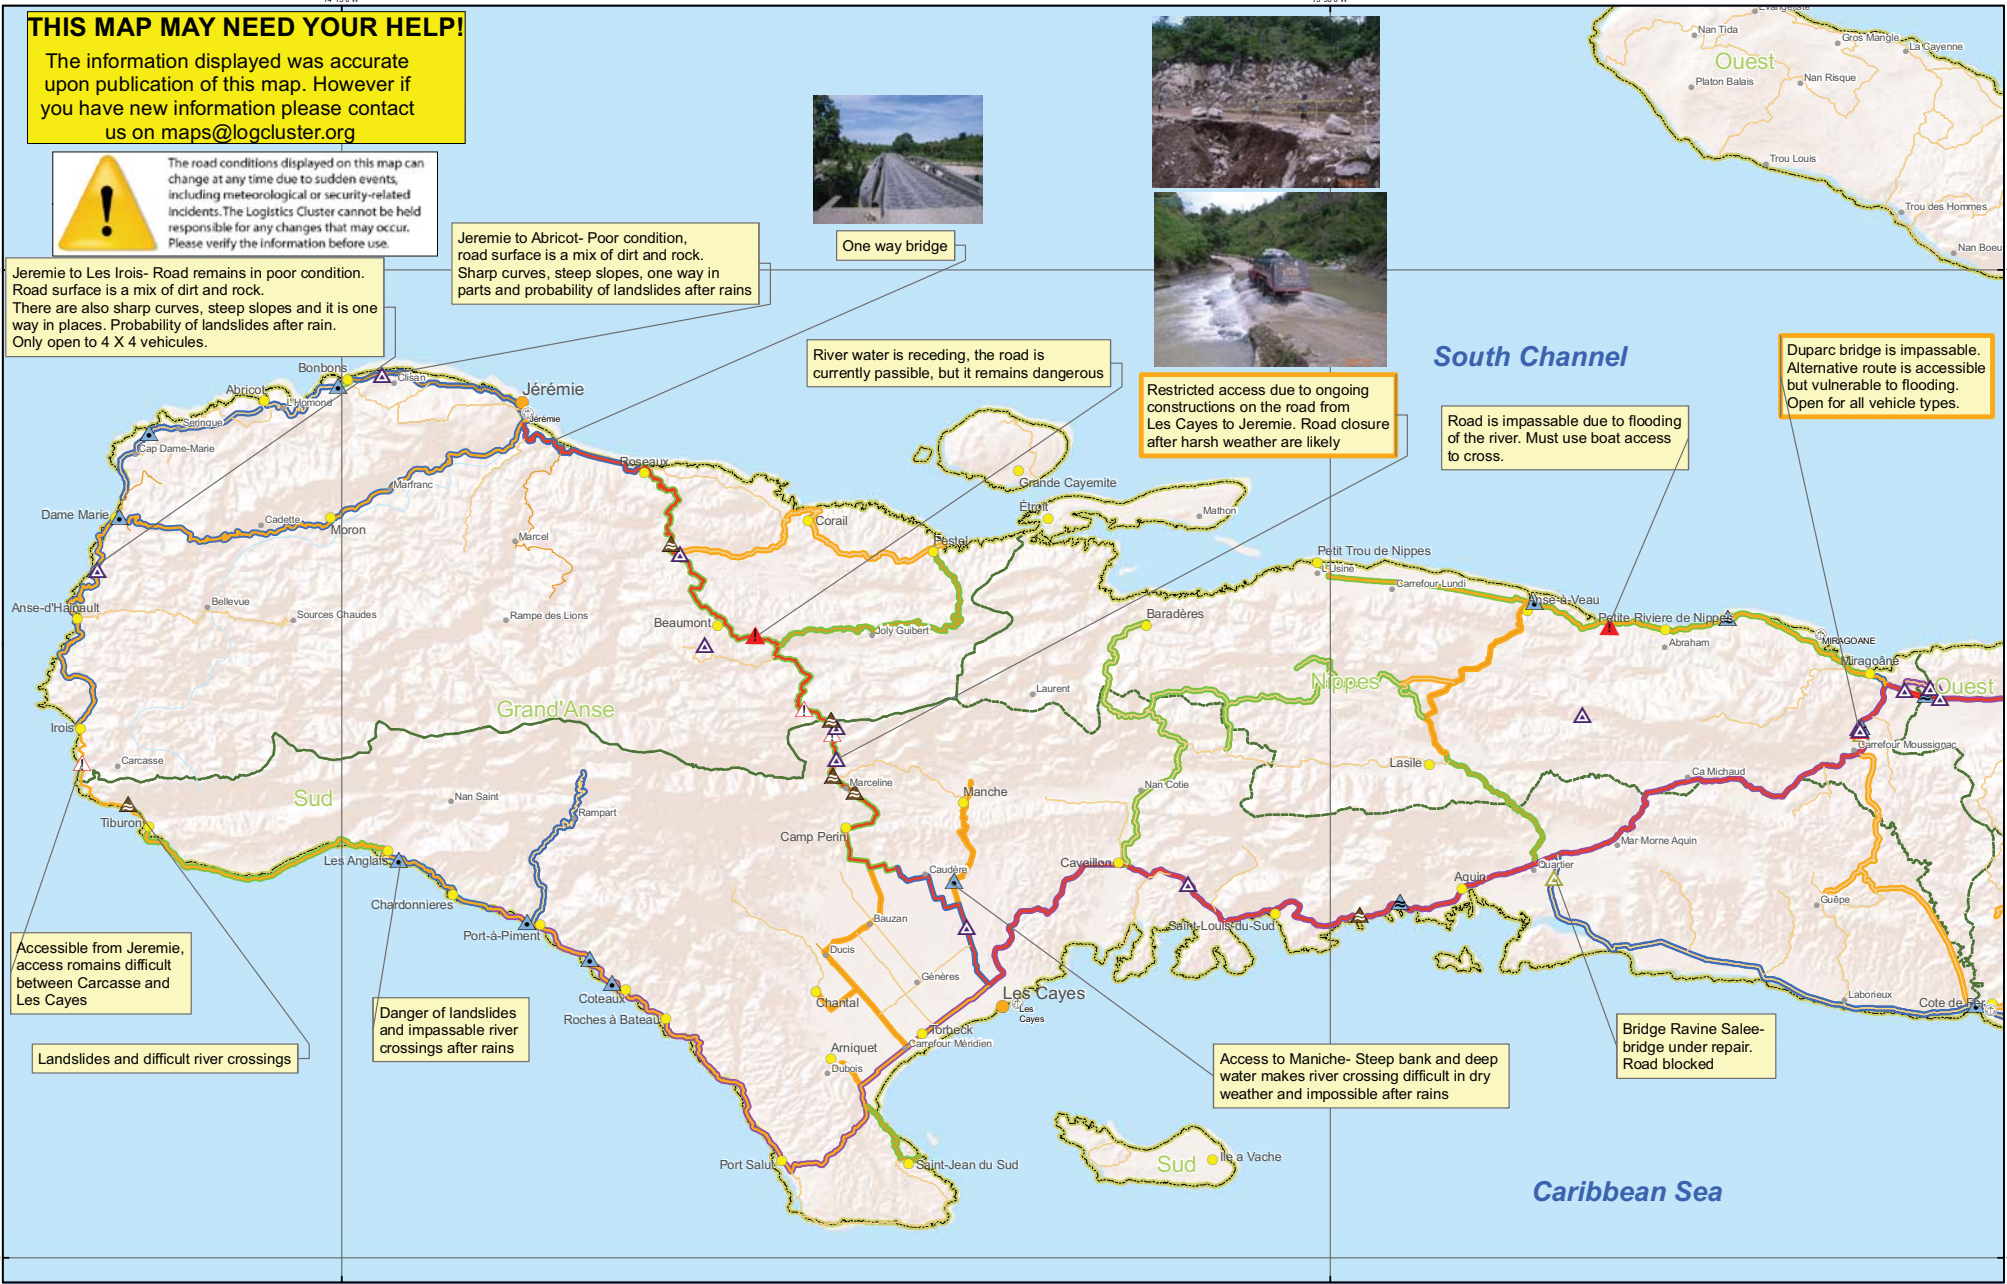 THIS MAP MAY NEED YOUR HELP!
The information displayed was accurate
upon publication of this map. However if
you have new information please contact
us on maps@logcluster.org
The road conditions displayed on this map can
change at any time due to sudden events,
including meteorological or security-related
incidents.The Logistics Cluster cannot be held
responsible for any changes that may occur.
Please verify the information before use.
Jeremie to Les Irois- Road remains in poor condition.
Road surface is a mix of dirt and rock.
There are also sharp curves, steep slopes and it is one
way in places. Probability of landslides after rain.
Only open to 4 X 4 vehicules.
Jeremie to Abricot- Poor condition,
road surface is a mix of dirt and rock.
Sharp curves, steep slopes, one way in
parts and probability of landslides after rains
One way bridge
River water is receding, the road is
currently passible, but it remains dangerous
Restricted access due to ongoing
constructions on the road from
Les Cayes to Jeremie. Road closure
after harsh weather are likely
Road is impassable due to flooding
of the river. Must use boat access
to cross.
Duparc bridge is impassable.
Alternative route is accessible
but vulnerable to flooding.
Open for all vehicle types.
South Channel
Nan Tida
Gros Mangle
La Cayenne
Ouest
Platon Balais
Nan Risque
Trou Louis
Trou des Hommes
Nan Boeu
Bonbons
Clisan
Abricot
L'Homond
Seringue
Jérémie
Jérémie
Cap Dame-Marie
Roseaux
Marfranc
Dame Marie
Cadette
Moron
Marcel
Corail
Pestel
Grande Cayemite
Étroit
Mathon
Petit Trou de Nippes
L'Usine
Carrefour Lundi
Anse-à-Veau
Petite Riviere de Nippes
Abraham
MIRAGOANE
Miragoâne
Ouest
Anse-d'Hainault
Bellevue
Sources Chaudes
Rampe des Lions
Beaumont
Joly Guibert
Baradères
Laurent
Nippes
Grand'Anse
Irois
Carcasse
Sud
Nan Saint
Rampart
Tiburon
Marceline
Manche
Nan Cotie
Lasile
Ca Michaud
Carrefour Moussignac
Camp Perin
Mar Morne Aquin
Les Anglais
Caudère
Cavaillon
Quartier
Aquin
Chardonnieres
Guêpe
Bauzan
Saint-Louis-du-Sud
Port-à-Piment
Ducis
Génères
Coteaux
Chantal
Les Cayes
Les
Cayes
Laborieux
Cote de Fer
Roches à Bateau
Torbeck
Carrefour Méridien
Arniquet
Dubois
Port Salut
Saint-Jean du Sud
Sud
Ile a Vache
Caribbean Sea
Accessible from Jeremie,
access romains difficult
between Carcasse and
Les Cayes
Landslides and difficult river crossings
Danger of landslides
and impassable river
crossings after rains
Access to Maniche- Steep bank and deep
water makes river crossing difficult in dry
weather and impossible after rains
Bridge Ravine Salee-
bridge under repair.
Road blocked